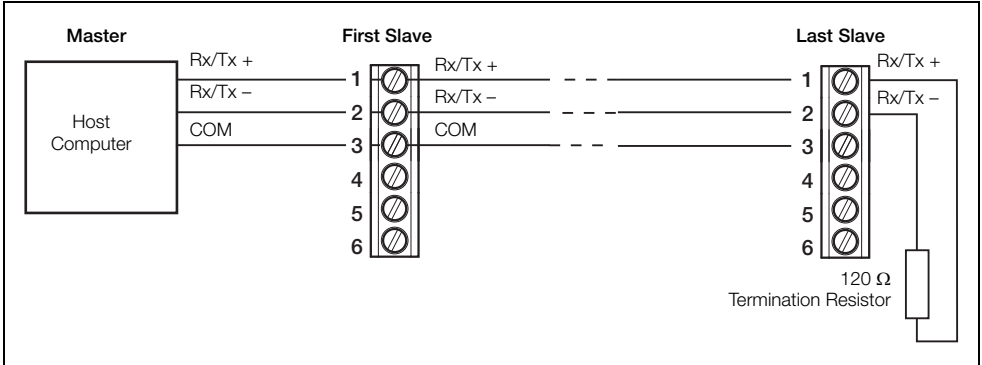 Master
First Slave
Last Slave
Rx/Tx +
Rx/Tx –
COM
Host
Computer
1
2
3
4
5
6
Rx/Tx +
Rx/Tx –
COM
1
2
3
4
5
6
Rx/Tx +
Rx/Tx –
120 Ω
Termination Resistor